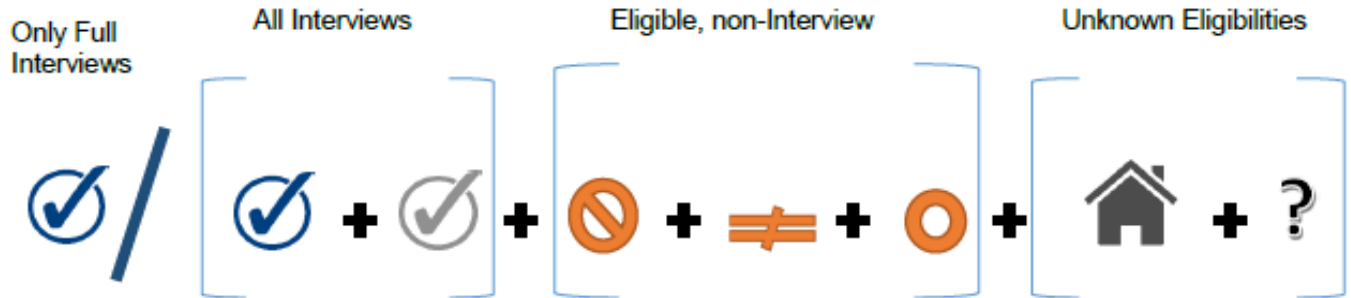 Only Full
Interviews
All Interviews
Eligible, non-Interview
Unknown Eligibilities
/ + + + ≠ + + + ?